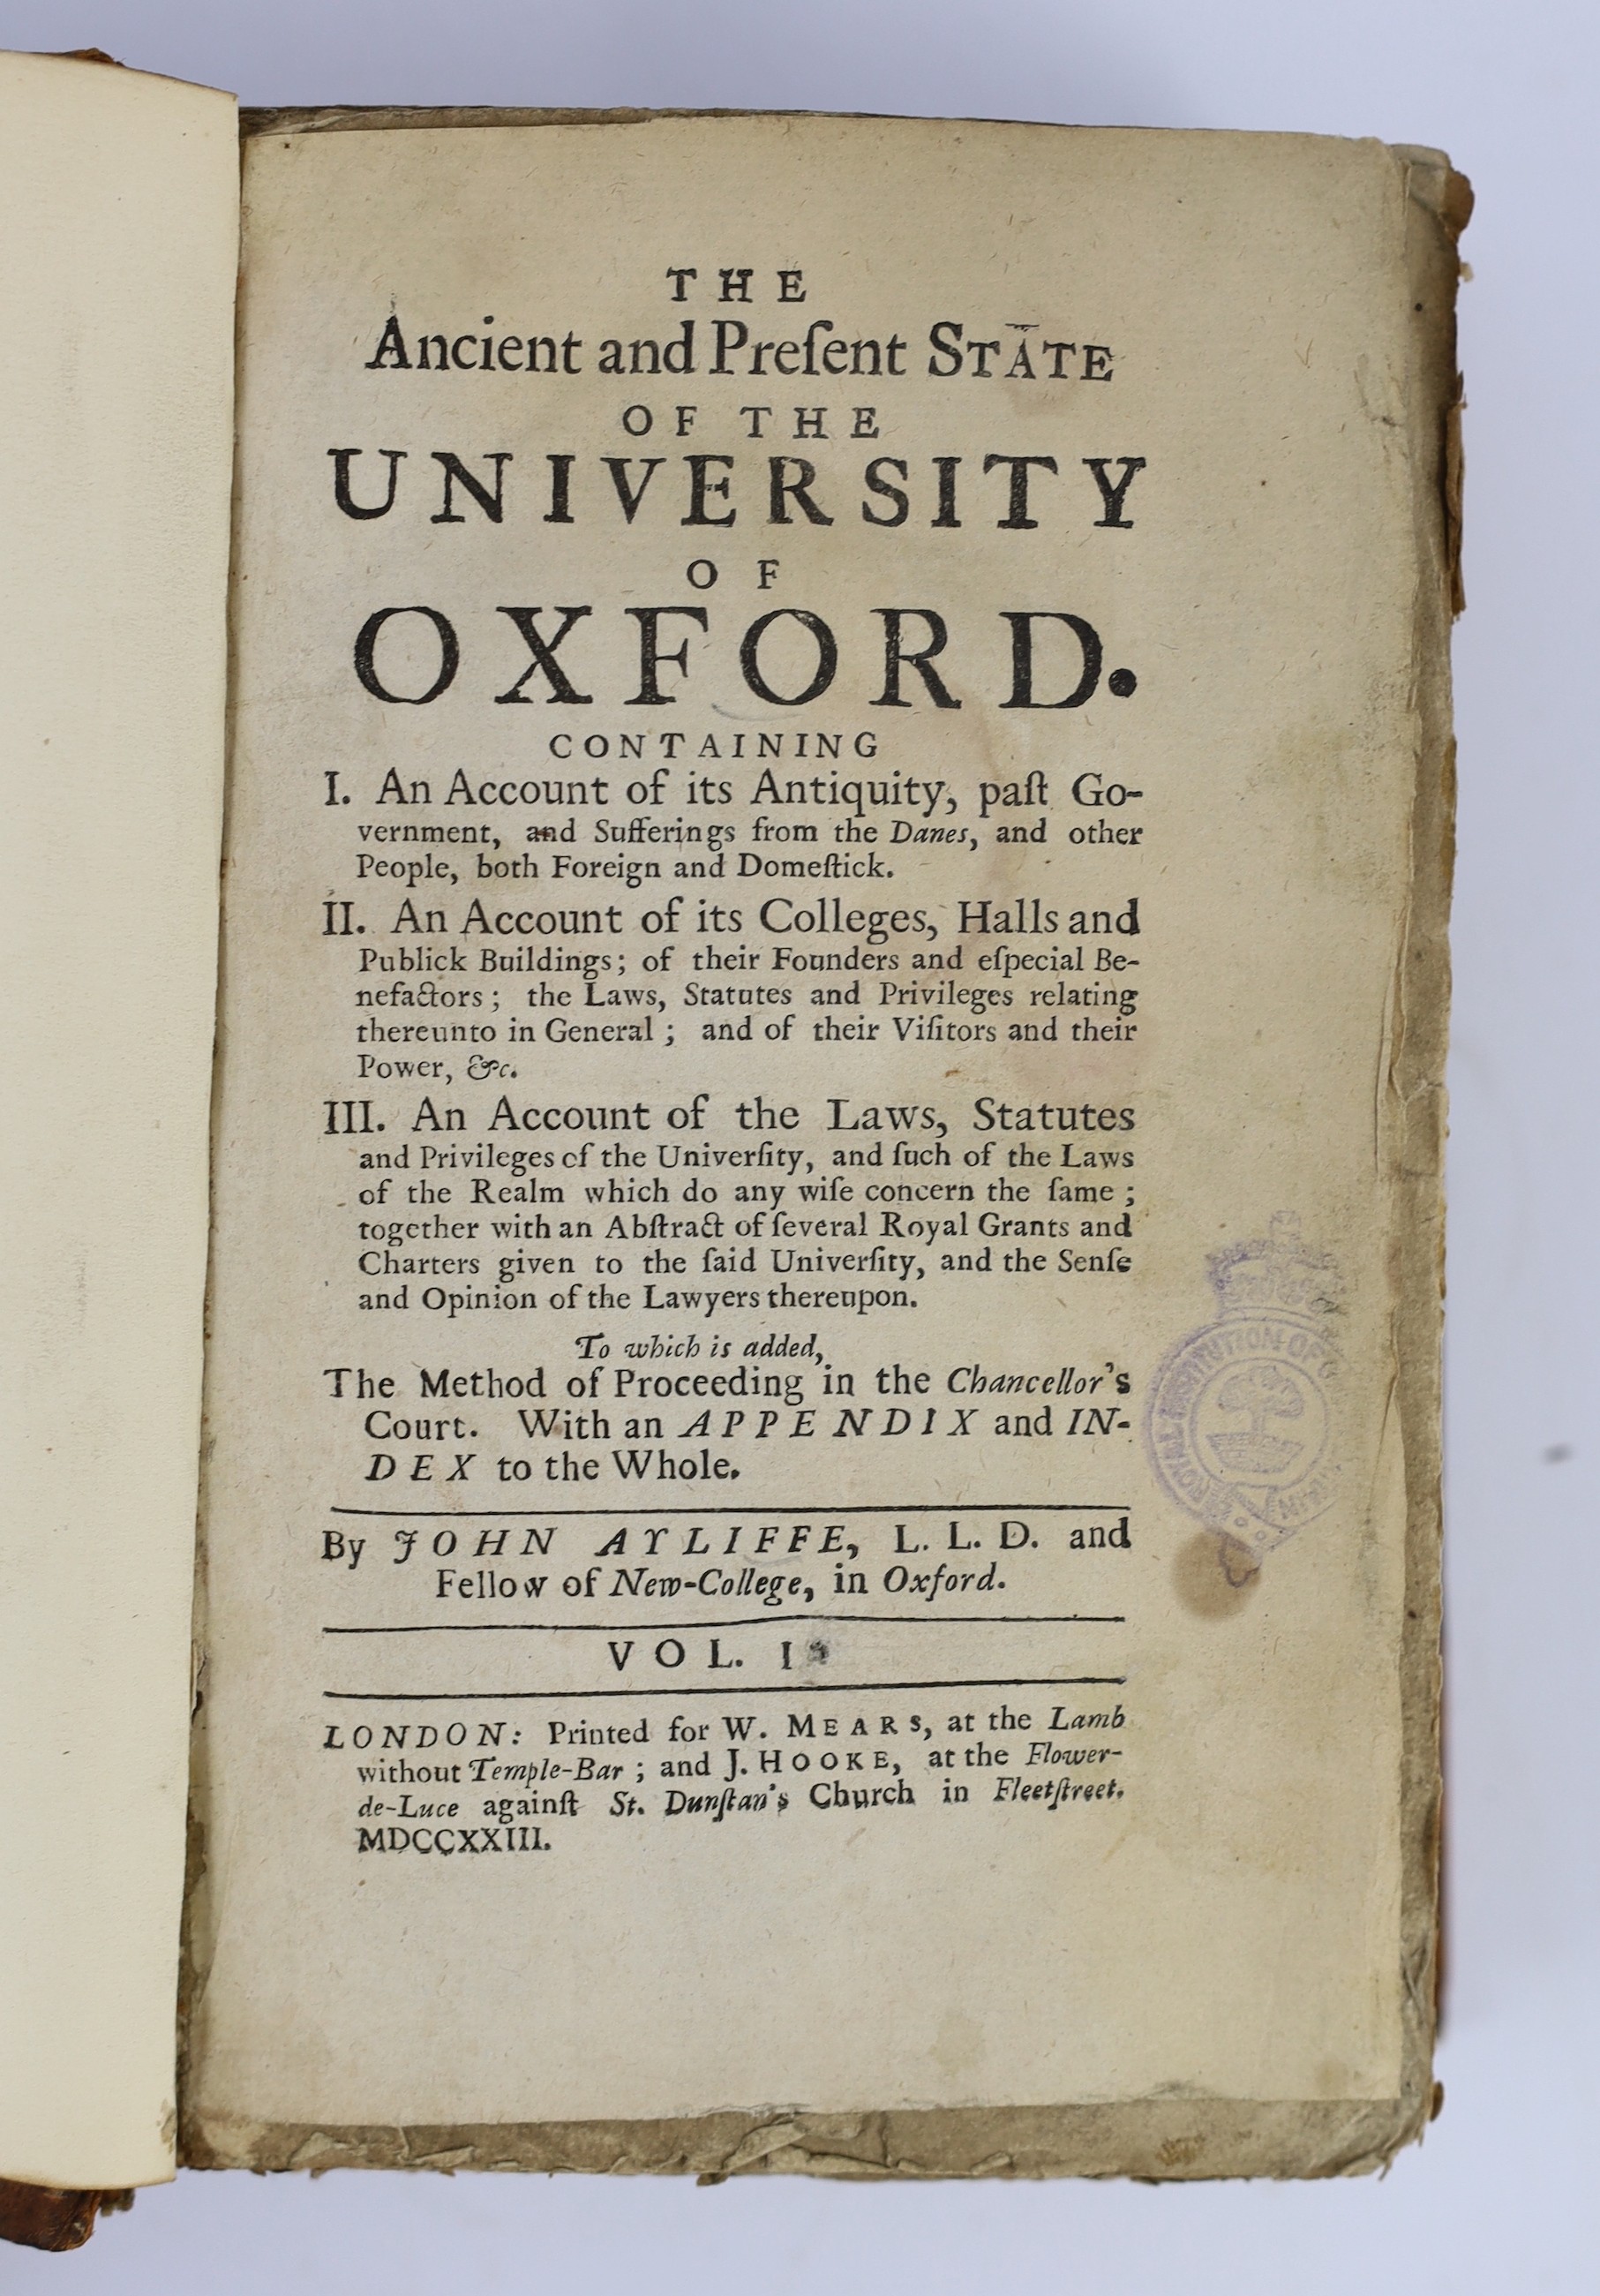 THE
Ancient and Preſent STATE
OF THE
UNIVERSITY
OF
OXFORD.
CONTAINING
I. An Account of its Antiquity, paſt Go-
vernment, and Sufferings from the Danes, and other
People, both Foreign and Domeſtick.
II. An Account of its Colleges, Halls and
Publick Buildings; of their Founders and eſpecial Be-
nefactors; the Laws, Statutes and Privileges relating
thereunto in General; and of their Viſitors and their
Power, &c.
III. An Account of the Laws, Statutes
and Privileges of the Univerſity, and ſuch of the Laws
of the Realm which do any wiſe concern the ſame;
together with an Abſtract of ſeveral Royal Grants and
Charters given to the ſaid Univerſity, and the Senſe
and Opinion of the Lawyers thereupon.
To which is added,
The Method of Proceeding in the Chancellor's
Court. With an APPENDIX and IN-
DEX to the Whole.
By JOHN AYLIFFE, L. L. D. and
Fellow of New-College, in Oxford.
VOL. I
LONDON: Printed for W. MEARS, at the Lamb
without Temple-Bar; and J. HOOKE, at the Flower-
de-Luce againſt St. Dunſtan's Church in Fleetſtreet.
MDCCXXIII.
ROYAL INSTITUTION OF